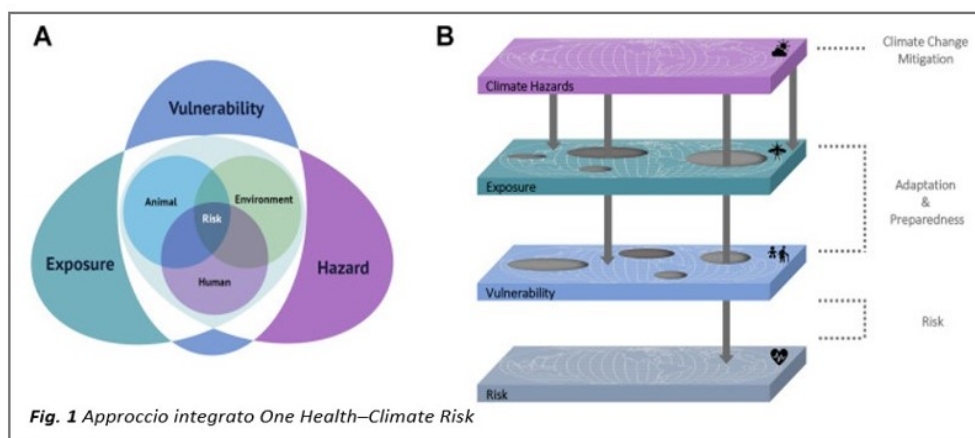 A
Vulnerability
Animal
Environment
Risk
Exposure
Hazard
Human
B
Climate Hazards
Climate Change
Mitigation
Exposure
Adaptation
&
Preparedness
Vulnerability
Risk
Risk
Fig. 1 Approccio integrato One Health–Climate Risk